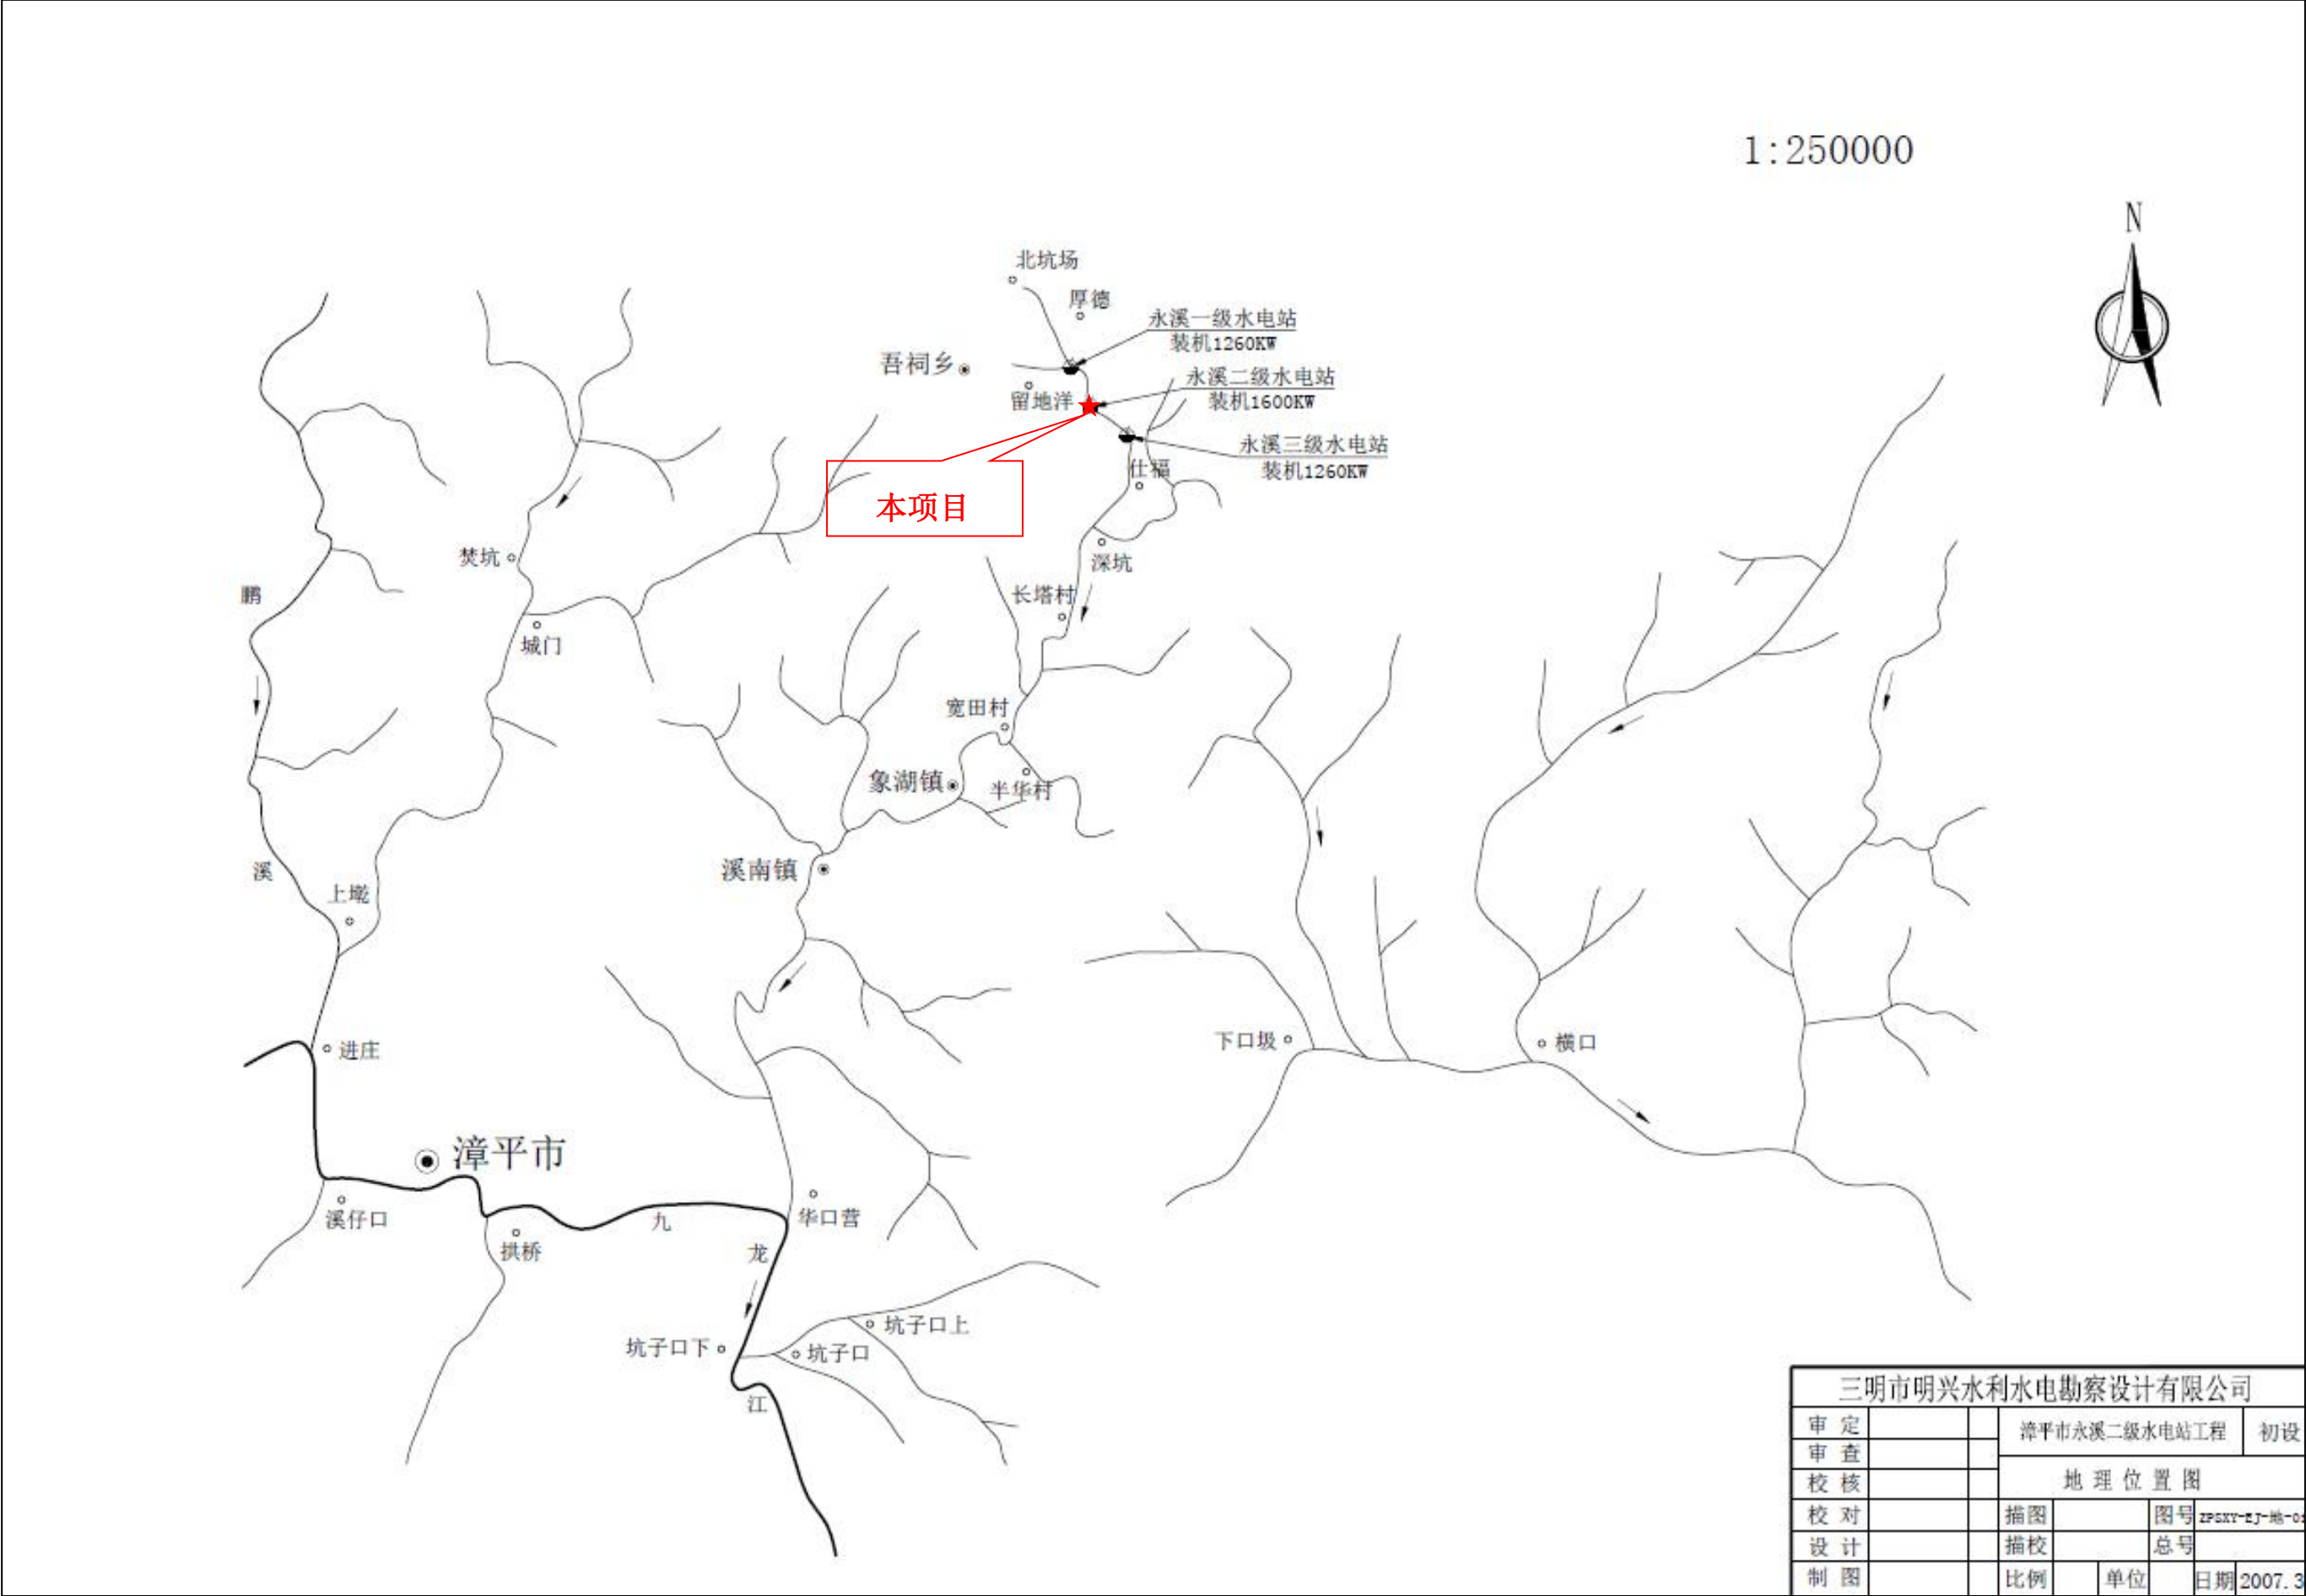 1:250000
N
北坑场
厚德
永溪一级水电站
装机1260KW
吾祠乡
永溪二级水电站
装机1600KW
留地洋
永溪三级水电站
装机1260KW
仕福
本项目
焚坑
深坑
鹏
长塔村
城门
宽田村
象湖镇
半华村
溪南镇
溪
上墘
下口圾
横口
进庄
漳平市
溪仔口
华口营
九
拱桥
龙
坑子口上
坑子口下
坑子口
江
三明市明兴水利水电勘察设计有限公司
审 定
漳平市永溪二级水电站工程
初设
审 查
地 理 位 置 图
校 核
校 对
描图
图号
ZPSXY-EJ-地-0
设 计
描校
总号
制 图
比例
单位
日期
2007.3